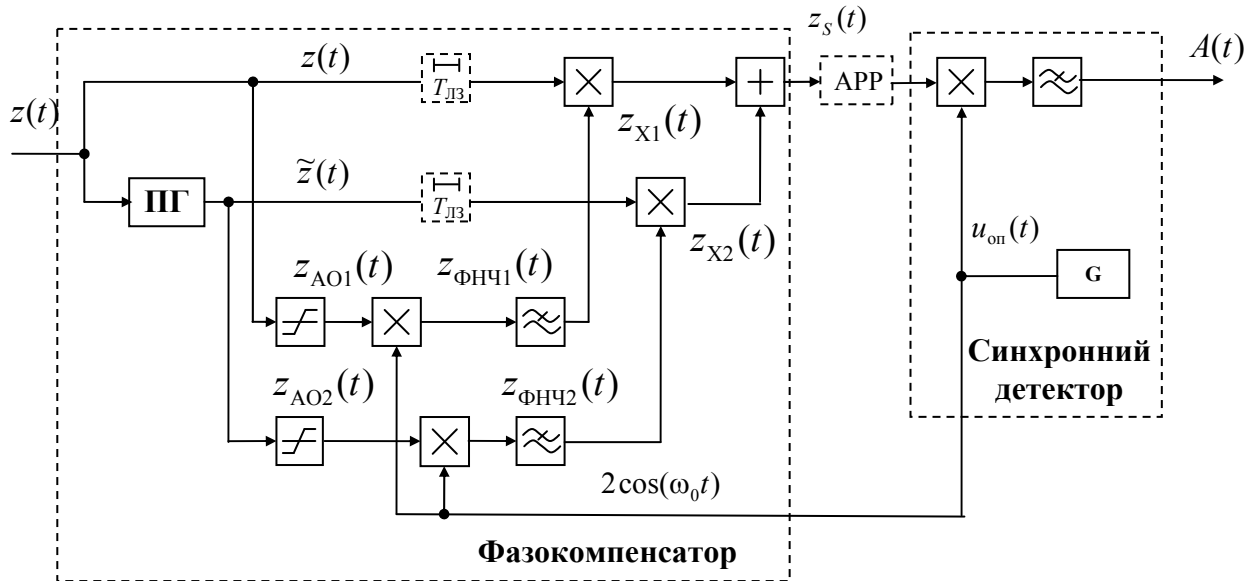 z_S(t)
z(t)
A(t)
T_ЛЗ
АРР
z(t)
z_X1(t)
z̃(t)
ПГ
T_ЛЗ
z_X2(t)
u_оп(t)
z_АО1(t)
z_ФНЧ1(t)
G
Синхронний
детектор
z_АО2(t)
z_ФНЧ2(t)
2cos(ω₀t)
Фазокомпенсатор